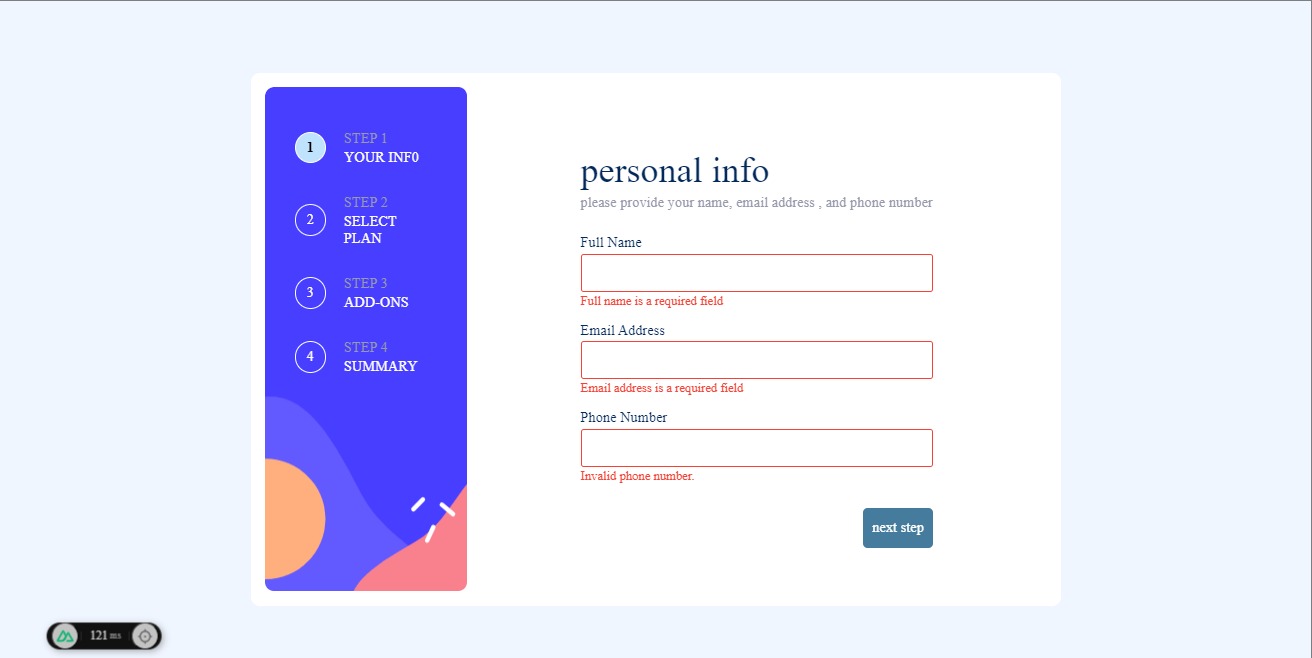 1
STEP 1
YOUR INF0
2
STEP 2
SELECT
PLAN
3
STEP 3
ADD-ONS
4
STEP 4
SUMMARY
personal info
please provide your name, email address , and phone number
Full Name
Full name is a required field
Email Address
Email address is a required field
Phone Number
Invalid phone number.
next step
121 ms